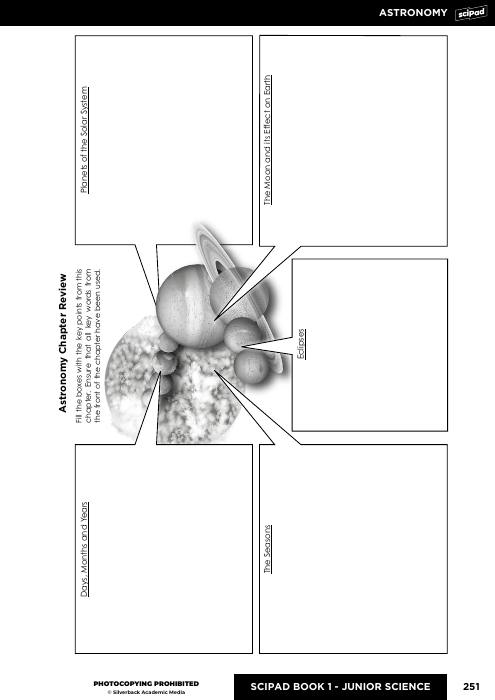 ASTRONOMY
scipad
Astronomy Chapter Review
Fill the boxes with the key points from this
chapter. Ensure that all key words from
the front of the chapter have been used.
Days, Months and Years
Planets of the Solar System
The Seasons
The Moon and its Effect on Earth
Eclipses
PHOTOCOPYING PROHIBITED
© Silverback Academic Media
SCIPAD BOOK 1 - JUNIOR SCIENCE
251